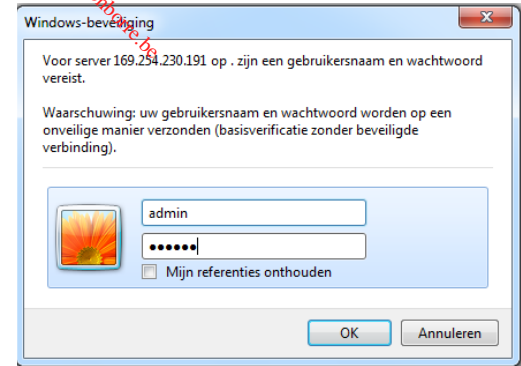 Windows-beveiliging
Voor server 169.254.230.191 op . zijn een gebruikersnaam en wachtwoord
vereist.
Waarschuwing: uw gebruikersnaam en wachtwoord worden op een
onveilige manier verzonden (basisverificatie zonder beveiligde
verbinding).
admin
••••••
Mijn referenties onthouden
OK
Annuleren